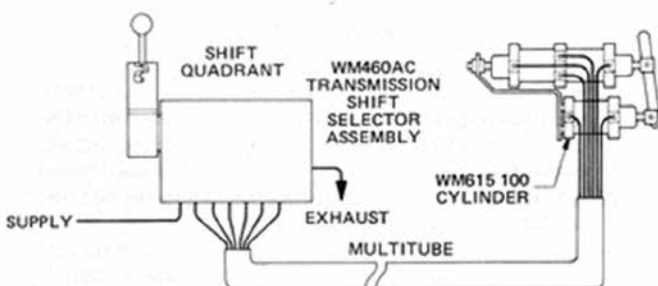 SHIFT
QUADRANT
WM460AC
TRANSMISSION
SHIFT
SELECTOR
ASSEMBLY
WM615 100
CYLINDER
SUPPLY
EXHAUST
MULTITUBE